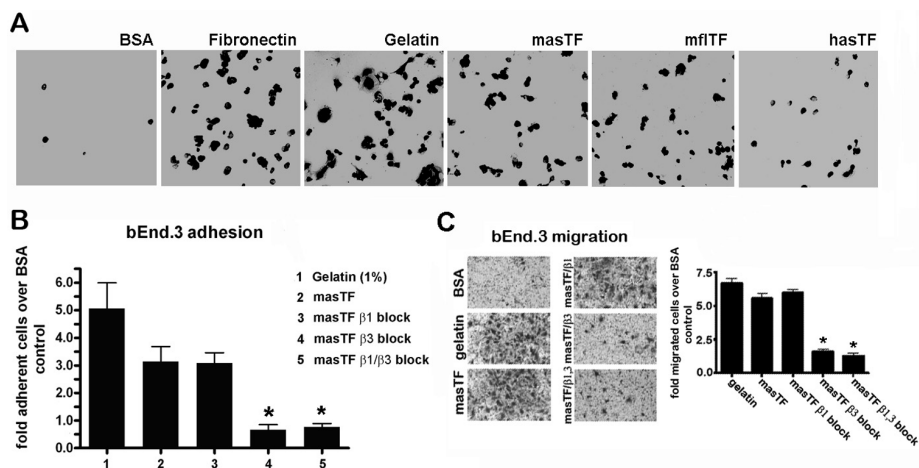 A
BSA
Fibronectin
Gelatin
masTF
mflTF
hasTF
B
bEnd.3 adhesion
fold adherent cells over BSA
control
6.0
5.0
4.0
3.0
2.0
1.0
0.0
*
*
1 2 3 4 5
1 Gelatin (1%)
2 masTF
3 masTF β1 block
4 masTF β3 block
5 masTF β1/β3 block
C
bEnd.3 migration
BSA
gelatin
masTF
masTF/β1
masTF/β3
masTF/β1,3
fold migrated cells over BSA
control
7.5
5.0
2.5
0.0
*
*
gelatin
masTF
masTF β1 block
masTF β3 block
masTF β1,3 block